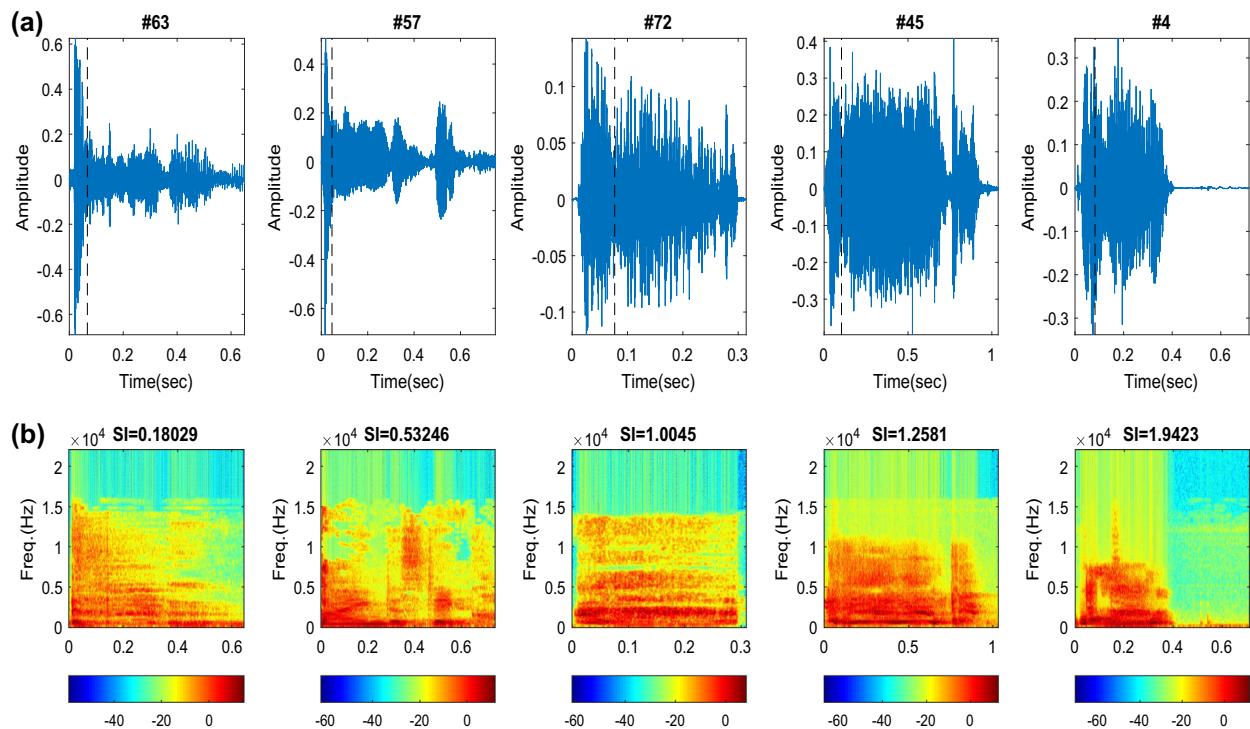 (a)
#63 #57 #72 #45 #4
0.6 0.4 0.2 0 -0.2 -0.4 -0.6
Amplitude
0 0.2 0.4 0.6
Time(sec)
0.4 0.2 0 -0.2 -0.4 -0.6
Amplitude
0 0.2 0.4 0.6
Time(sec)
0.1 0.05 0 -0.05 -0.1
Amplitude
0 0.1 0.2 0.3
Time(sec)
0.4 0.3 0.2 0.1 0 -0.1 -0.2 -0.3
Amplitude
0 0.5 1
Time(sec)
0.3 0.2 0.1 0 -0.1 -0.2 -0.3
Amplitude
0 0.2 0.4 0.6
Time(sec)
(b)
SI=0.18029 SI=0.53246 SI=1.0045 SI=1.2581 SI=1.9423
× 10⁴
2 1.5 1 0.5 0
Freq.(Hz)
0 0.2 0.4 0.6
-40 -20 0
× 10⁴
2 1.5 1 0.5 0
Freq.(Hz)
0 0.2 0.4 0.6
-60 -40 -20 0
× 10⁴
2 1.5 1 0.5 0
Freq.(Hz)
0 0.1 0.2 0.3
-60 -40 -20 0
× 10⁴
2 1.5 1 0.5 0
Freq.(Hz)
0 0.5 1
-60 -40 -20 0
× 10⁴
2 1.5 1 0.5 0
Freq.(Hz)
0 0.2 0.4 0.6
-60 -40 -20 0